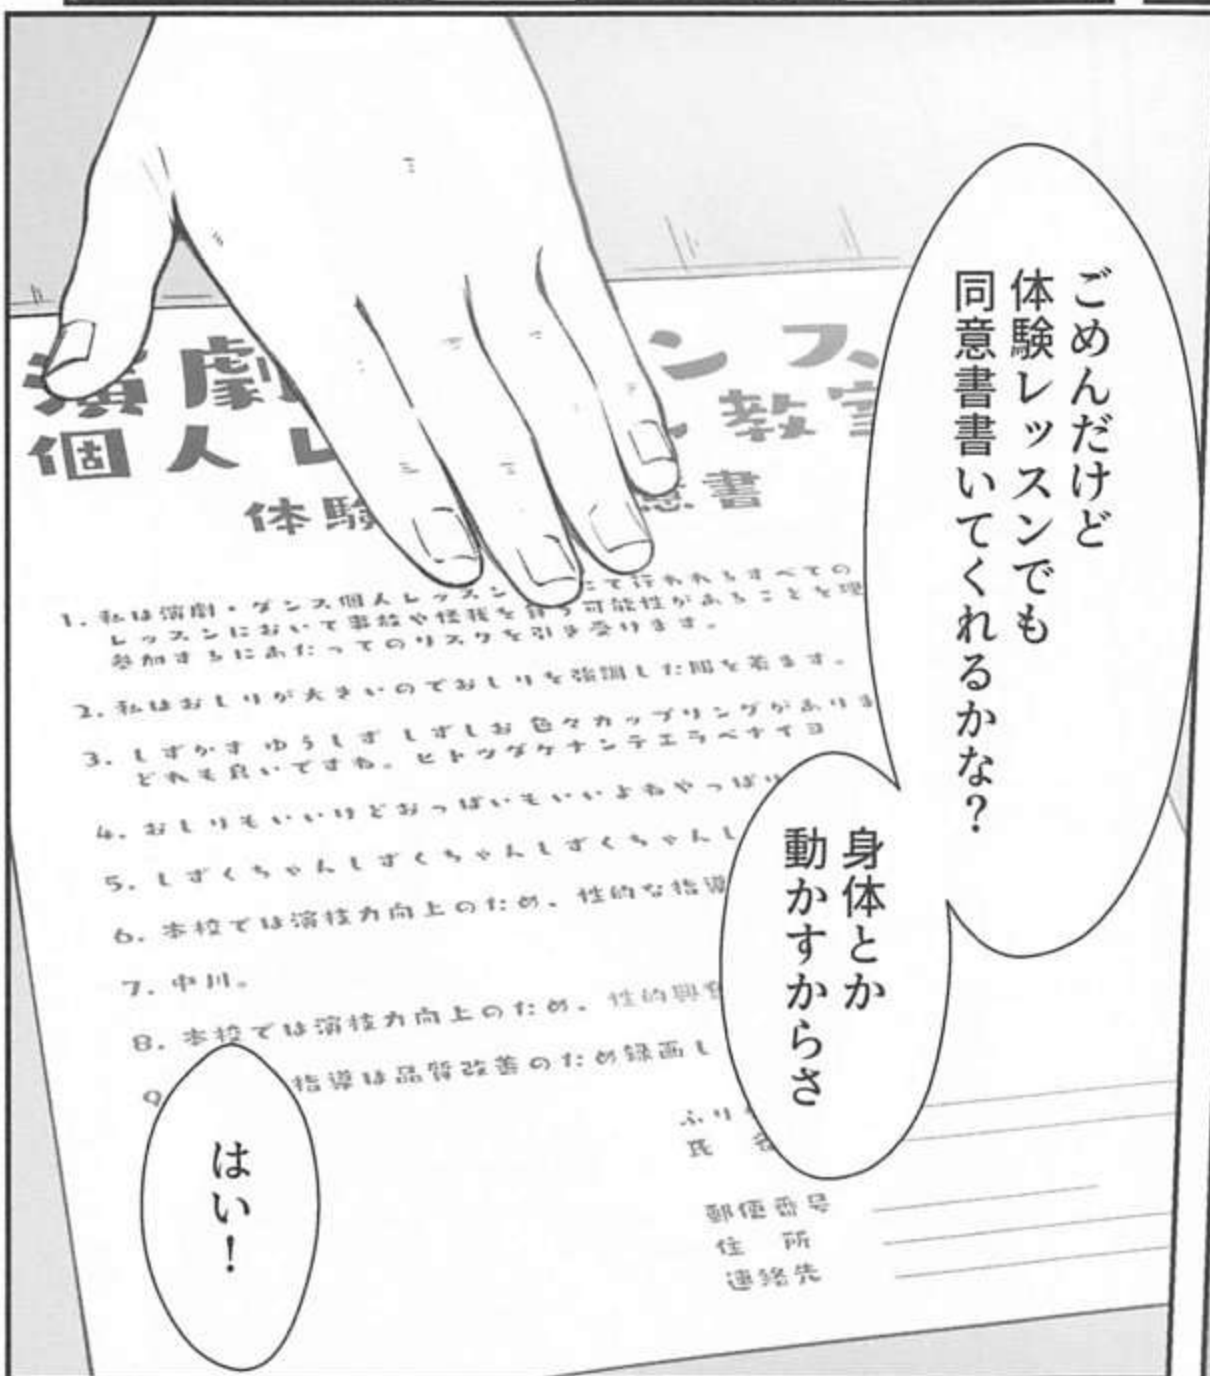 ごめんだけど
体験レッスンでも
同意書書いてくれるかな？
身体とか
動かすからさ
演劇 ンス
個人レ 教室
体験 意書
1. 私は演劇・ダンス個人レッスン にて行われるすべての
レッスンにおいて事故や怪我を伴う可能性があることを理
参加するにあたってのリスクを引き受けます。
2. 私はおしりが大きいのでおしりを強調した服を着ます。
3. しずかす ゆうしず しずしお 色々カップリングがありま
どれも良いですね。ヒトツダケナンテエラベナイヨ
4. おしりもいいけどおっぱいもいいよねやっぱり
5. しずくちゃんしずくちゃんしずくちゃんし
6. 本校では演技力向上のため、性的な指導
7. 中川。
8. 本校では演技力向上のため、性的興奮
9. 指導は品質改善のため録画し
ふり
氏 名
郵便番号
住 所
連絡先
はい！